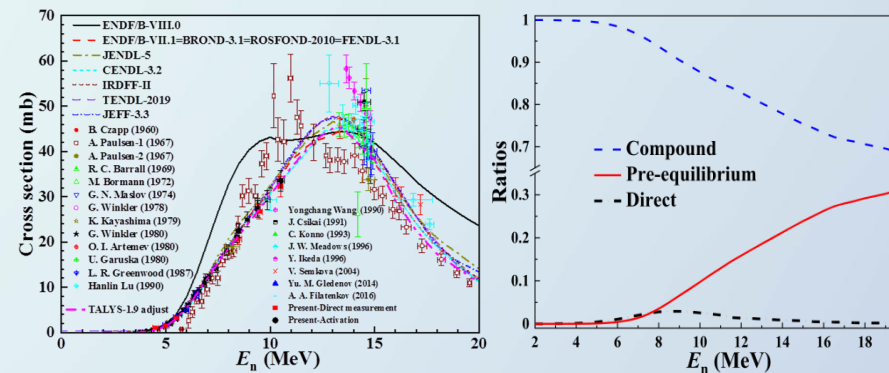 Cross section (mb)
70
60
50
40
30
20
10
0
ENDF/B-VIII.0
ENDF/B-VII.1=BROND-3.1=ROSFOND-2010=FENDL-3.1
JENDL-5
CENDL-3.2
IRDFF-II
TENDL-2019
JEFF-3.3
B. Czapp (1960)
A. Paulsen-1 (1967)
A. Paulsen-2 (1967)
R. C. Barrall (1969)
M. Bormann (1972)
G. N. Maslov (1974)
G. Winkler (1978)
K. Kayashima (1979)
G. Winkler (1980)
O. I. Artemev (1980)
U. Garuska (1980)
L. R. Greenwood (1987)
Hanlin Lu (1990)
TALYS-1.9 adjust
Yongchang Wang (1990)
J. Csikai (1991)
C. Konno (1993)
J. W. Meadows (1996)
Y. Ikeda (1996)
V. Semkova (2004)
Yu. M. Gledenov (2014)
A. A. Filatenkov (2016)
Present-Direct measurement
Present-Activation
0 5 10 15 20
En (MeV)
Ratios
1.0
0.9
0.8
0.7
0.3
0.2
0.1
0
Compound
Pre-equilibrium
Direct
2 4 6 8 10 12 14 16 18
En (MeV)